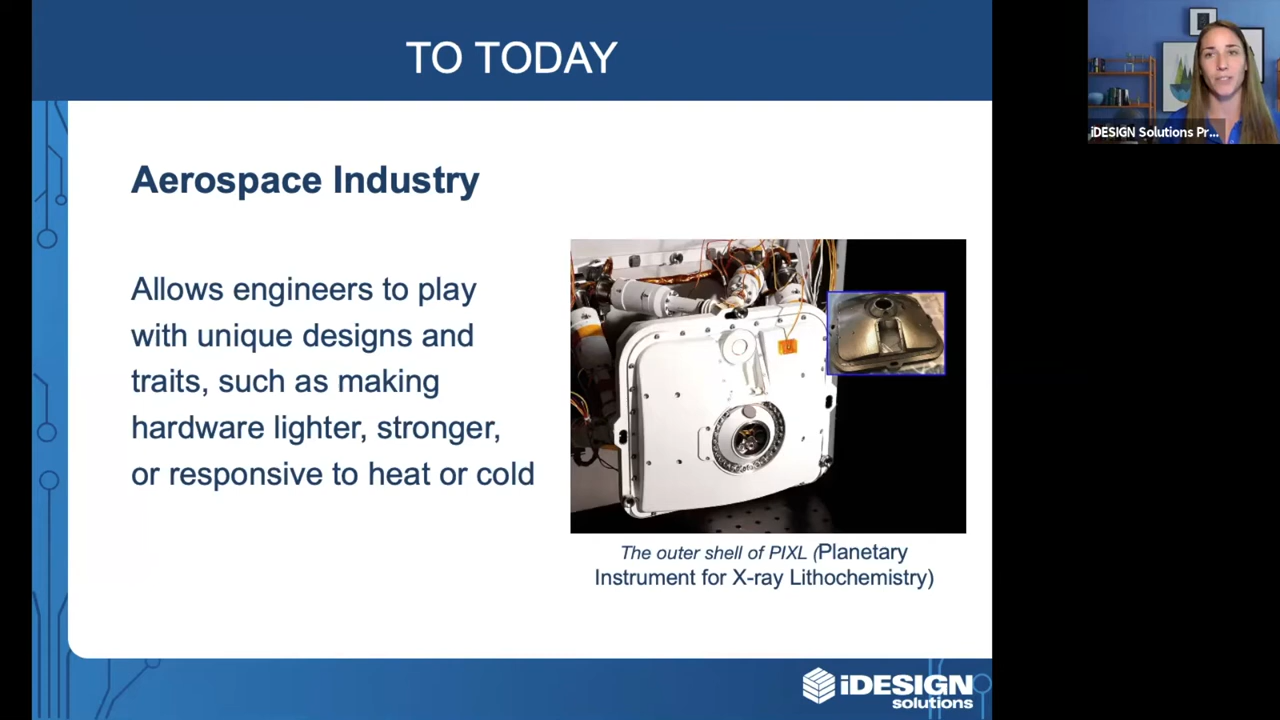 TO TODAY
iDESIGN Solutions Pr...
Aerospace Industry
Allows engineers to play
with unique designs and
traits, such as making
hardware lighter, stronger,
or responsive to heat or cold
The outer shell of PIXL (Planetary
Instrument for X-ray Lithochemistry)
iDESIGN
solutions